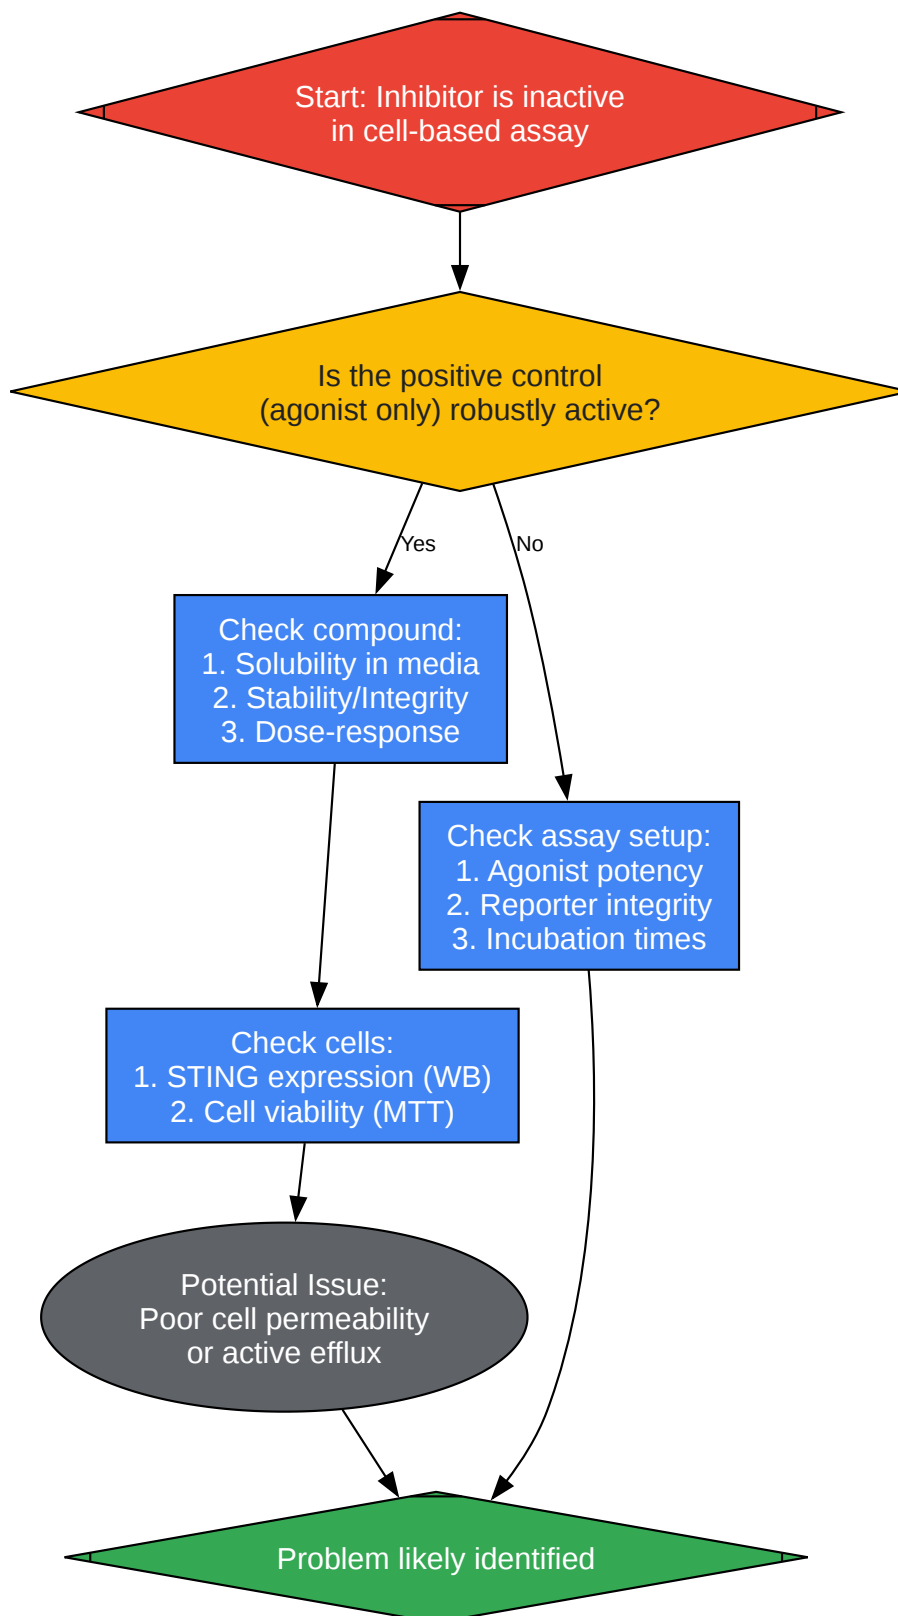 Start: Inhibitor is inactive
in cell-based assay
Is the positive control
(agonist only) robustly active?
Yes
No
Check compound:
1. Solubility in media
2. Stability/Integrity
3. Dose-response
Check assay setup:
1. Agonist potency
2. Reporter integrity
3. Incubation times
Check cells:
1. STING expression (WB)
2. Cell viability (MTT)
Potential Issue:
Poor cell permeability
or active efflux
Problem likely identified